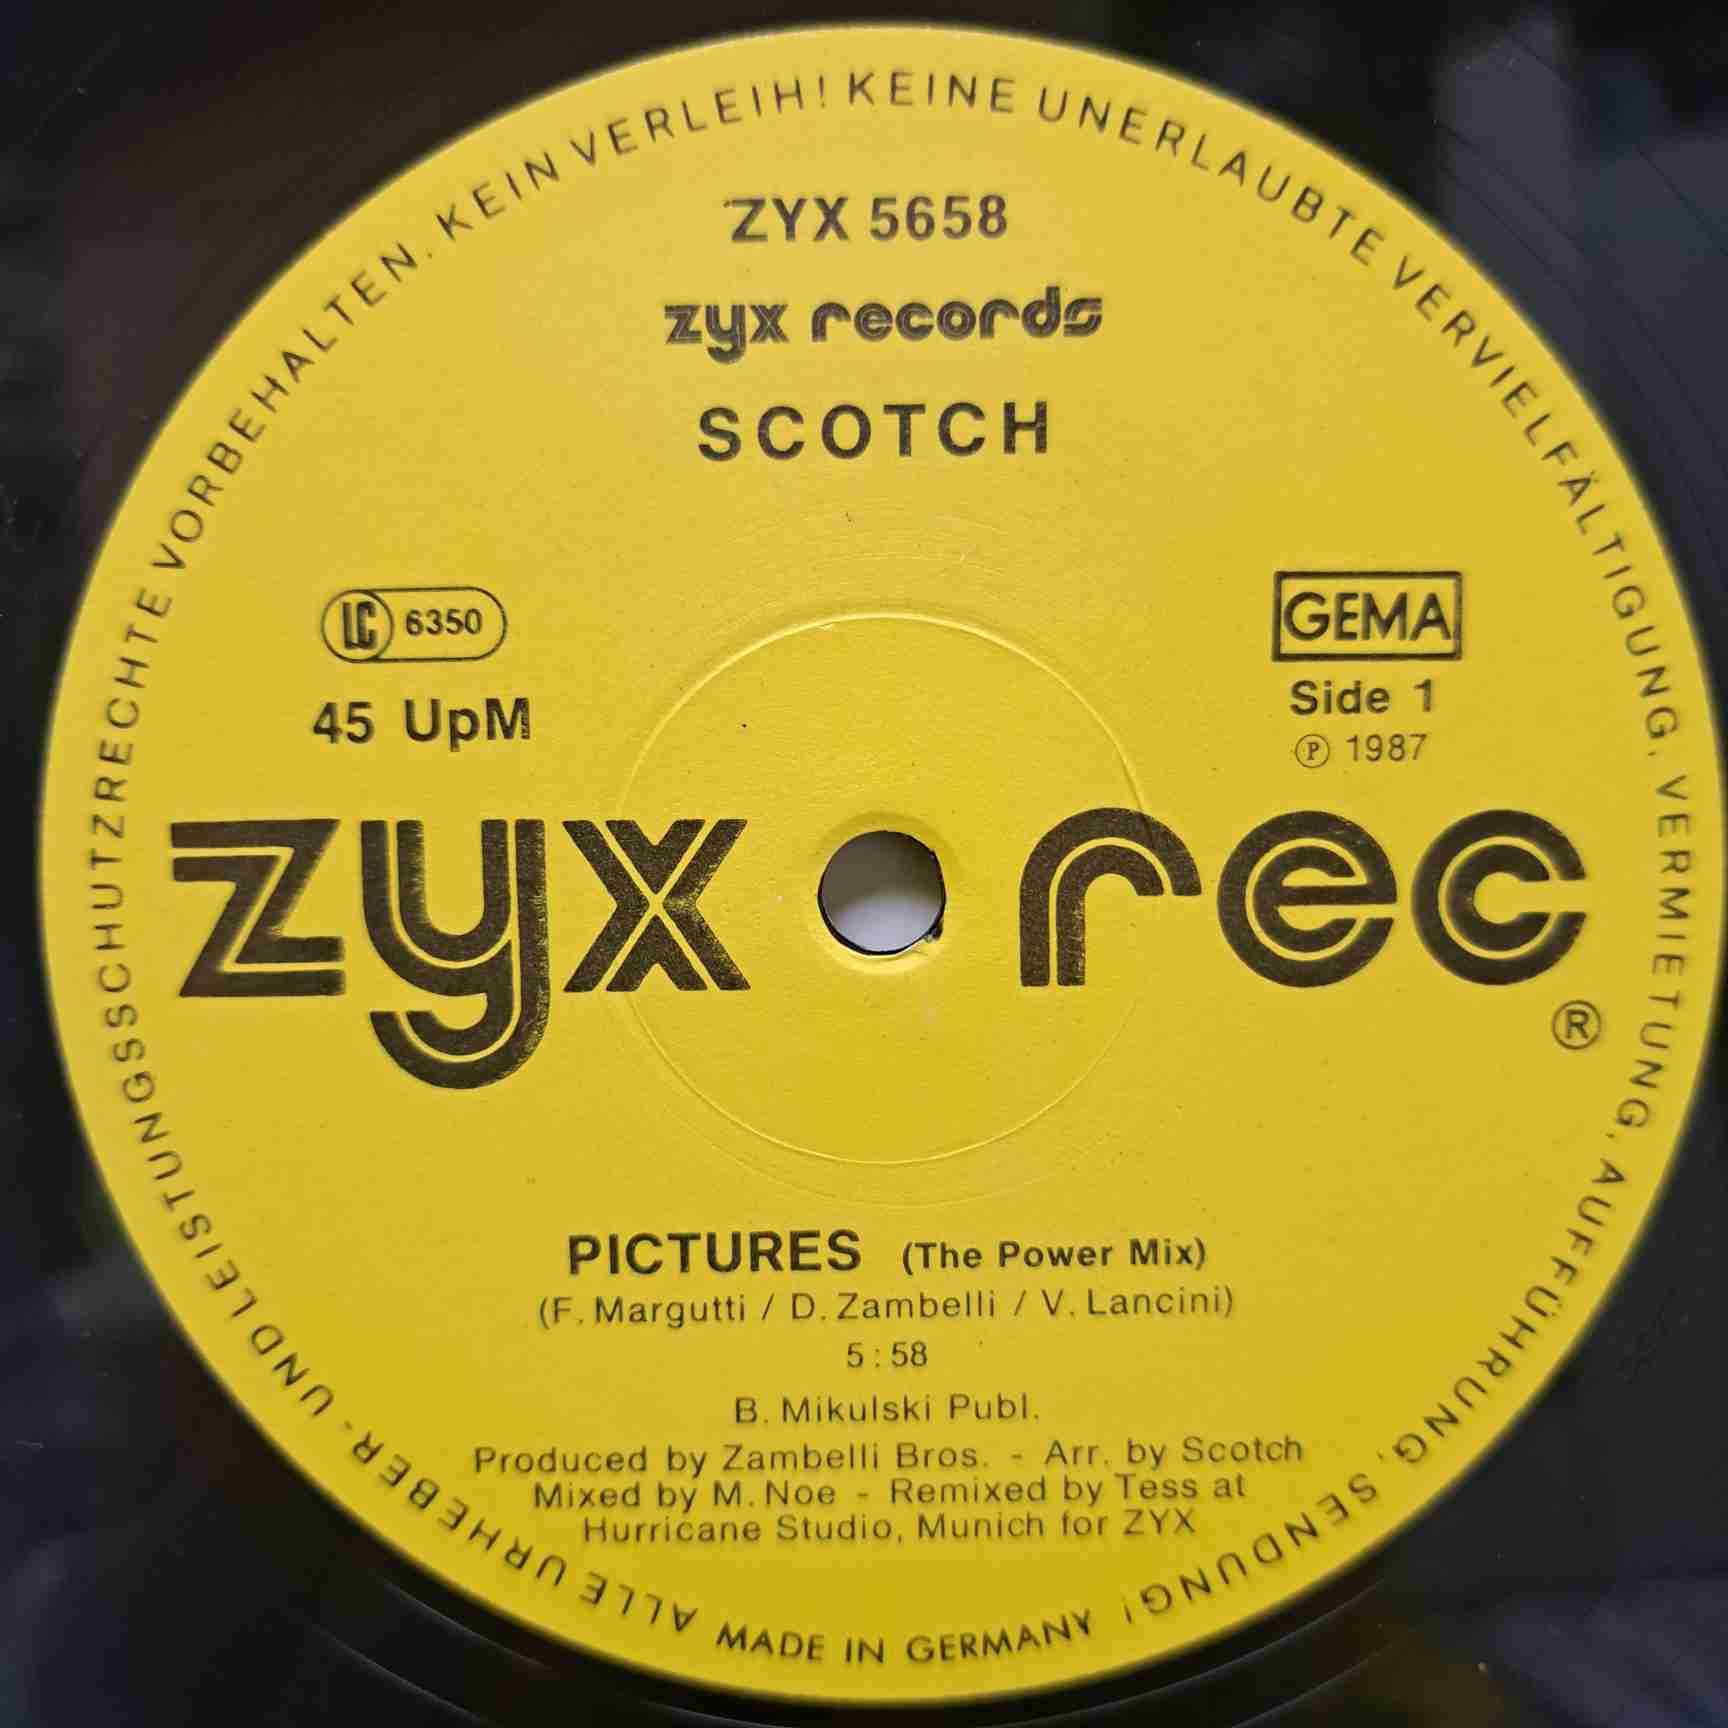 ALLE URHEBER- UND LEISTUNGSSCHUTZRECHTE VORBEHALTEN. KEIN VERLEIH! KEINE UNERLAUBTE VERVIELFÄLTIGUNG, VERMIETUNG, AUFFÜHRUNG, SENDUNG!
ZYX 5658
zyx records
SCOTCH
LC 6350
45 UpM
GEMA
Side 1
℗ 1987
zyx rec
®
PICTURES (The Power Mix)
(F. Margutti / D. Zambelli / V. Lancini)
5:58
B. Mikulski Publ.
Produced by Zambelli Bros. - Arr. by Scotch
Mixed by M. Noe - Remixed by Tess at
Hurricane Studio, Munich for ZYX
MADE IN GERMANY